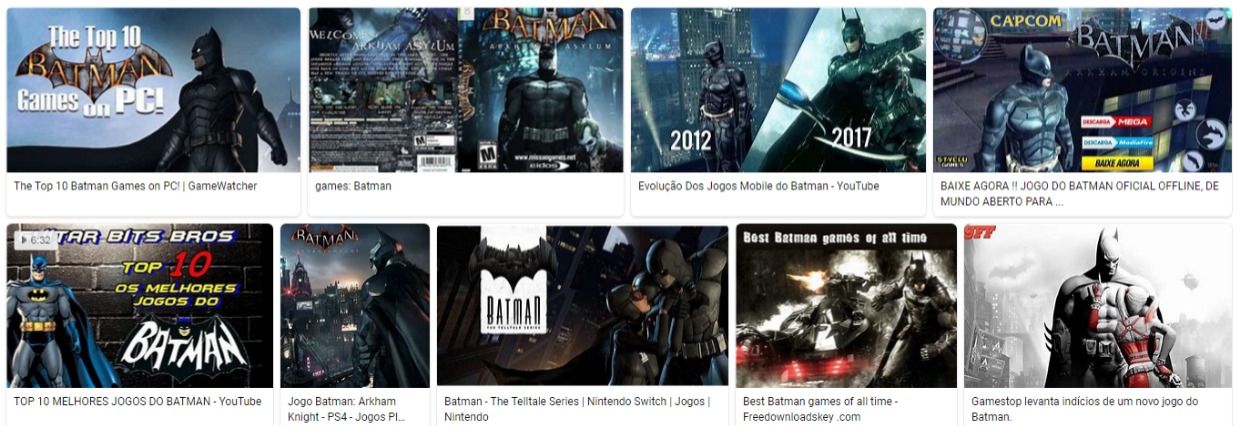 The Top 10
BATMAN
Games
on PC!
The Top 10 Batman Games on PC! | GameWatcher
WELCOME
ARKHAM ASYLUM
BATMAN
ARKHAM ASYLUM
M
M
www.missiongames.net
eidos
games: Batman
2012
2017
Evolução Dos Jogos Mobile do Batman - YouTube
CAPCOM
BATMAN
ARKHAM ORIGINS
DESCARGA MEGA
DESCARGA MediaFire
BAIXE AGORA
BAIXE AGORA !! JOGO DO BATMAN OFICIAL OFFLINE, DE
MUNDO ABERTO PARA ...
6:32
TAR BITS BROS
TOP 10
OS MELHORES
JOGOS DO
BATMAN
TOP 10 MELHORES JOGOS DO BATMAN - YouTube
BATMAN
Jogo Batman: Arkham
Knight - PS4 - Jogos Pl...
BATMAN
THE TELLTALE SERIES
Batman - The Telltale Series | Nintendo Switch | Jogos |
Nintendo
Best Batman games of all time
Best Batman games of all time -
Freedownloadskey .com
9FF
Gamestop levanta indícios de um novo jogo do
Batman.